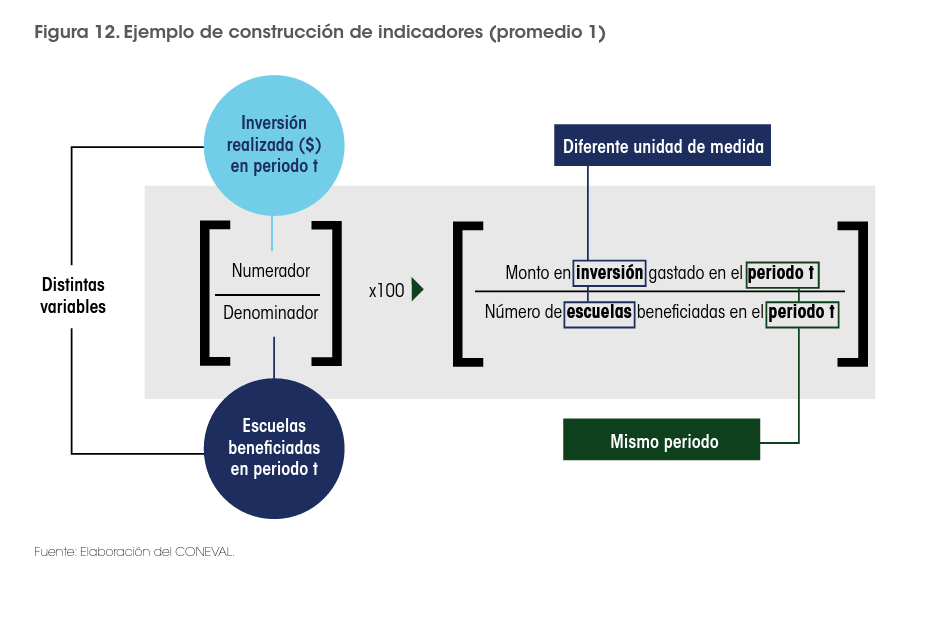 Figura 12. Ejemplo de construcción de indicadores (promedio 1)
Inversión
realizada ($)
en periodo t
Diferente unidad de medida
Distintas
variables
Numerador
Denominador
x100
Monto en inversión gastado en el periodo t
Número de escuelas beneficiadas en el periodo t
Escuelas
beneficiadas
en periodo t
Mismo periodo
Fuente: Elaboración del CONEVAL.